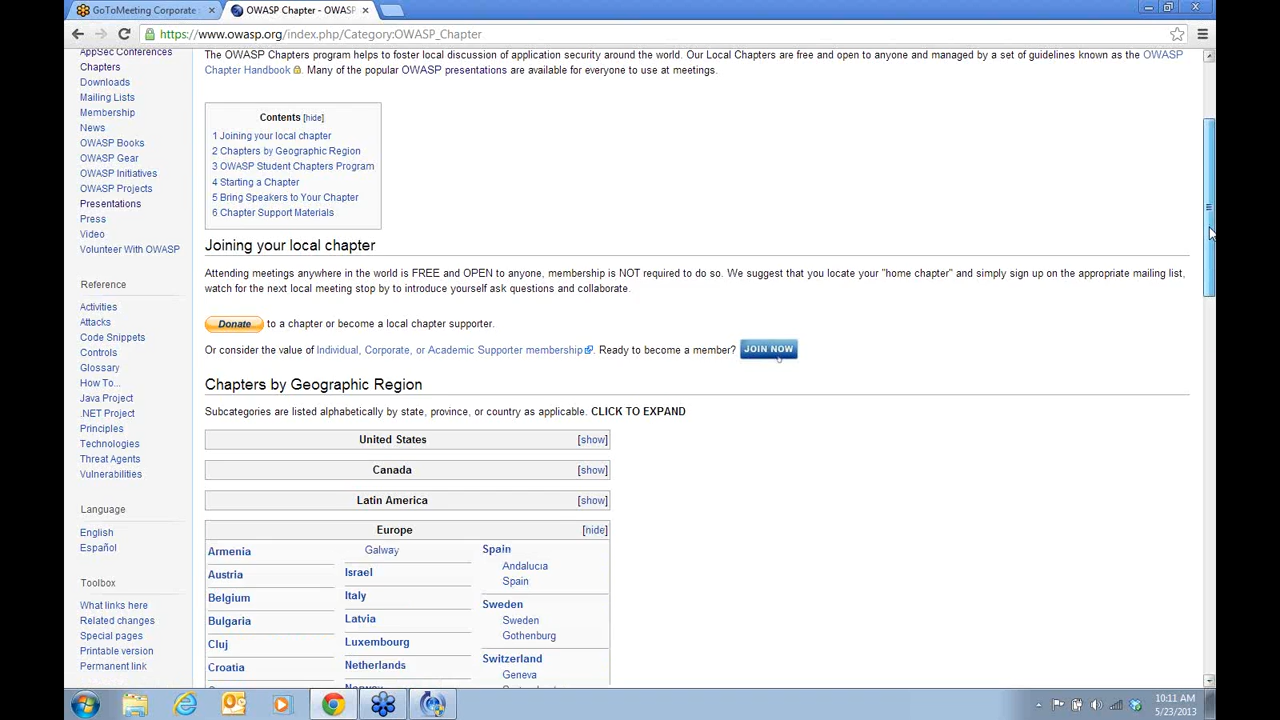 GoToMeeting Corporate
OWASP Chapter - OWASP
https://www.owasp.org/index.php/Category:OWASP_Chapter
AppSec Conferences
Chapters
Downloads
Mailing Lists
Membership
News
OWASP Books
OWASP Gear
OWASP Initiatives
OWASP Projects
Presentations
Press
Video
Volunteer With OWASP
Reference
Activities
Attacks
Code Snippets
Controls
Glossary
How To...
Java Project
.NET Project
Principles
Technologies
Threat Agents
Vulnerabilities
Language
English
Español
Toolbox
What links here
Related changes
Special pages
Printable version
Permanent link
The OWASP Chapters program helps to foster local discussion of application security around the world. Our Local Chapters are free and open to anyone and managed by a set of guidelines known as the OWASP
Chapter Handbook. Many of the popular OWASP presentations are available for everyone to use at meetings.
Contents [hide]
1 Joining your local chapter
2 Chapters by Geographic Region
3 OWASP Student Chapters Program
4 Starting a Chapter
5 Bring Speakers to Your Chapter
6 Chapter Support Materials
Joining your local chapter
Attending meetings anywhere in the world is FREE and OPEN to anyone, membership is NOT required to do so. We suggest that you locate your "home chapter" and simply sign up on the appropriate mailing list,
watch for the next local meeting stop by to introduce yourself ask questions and collaborate.
Donate to a chapter or become a local chapter supporter.
Or consider the value of Individual, Corporate, or Academic Supporter membership. Ready to become a member? JOIN NOW
Chapters by Geographic Region
Subcategories are listed alphabetically by state, province, or country as applicable. CLICK TO EXPAND
United States [show]
Canada [show]
Latin America [show]
Europe [hide]
Armenia
Austria
Belgium
Bulgaria
Cluj
Croatia
Galway
Israel
Italy
Latvia
Luxembourg
Netherlands
Spain
Andalucia
Spain
Sweden
Sweden
Gothenburg
Switzerland
Geneva
10:11 AM
5/23/2013